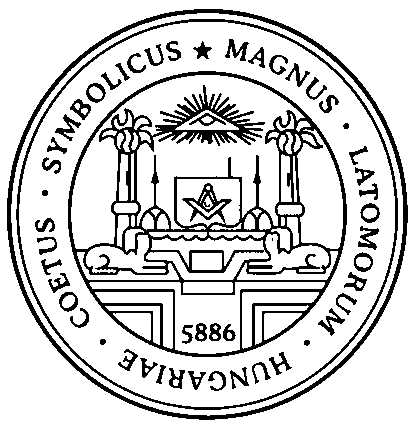 COETUS · SYMBOLICUS ★ MAGNUS · LATOMORUM · HUNGARIAE ·
5886